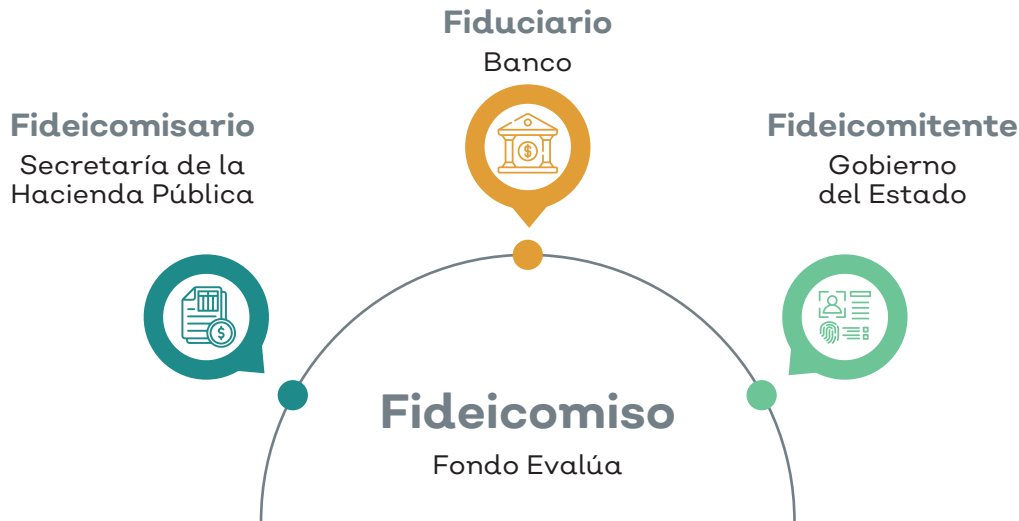 Fiduciario
Banco
Fideicomisario
Secretaría de la
Hacienda Pública
Fideicomitente
Gobierno
del Estado
Fideicomiso
Fondo Evalúa